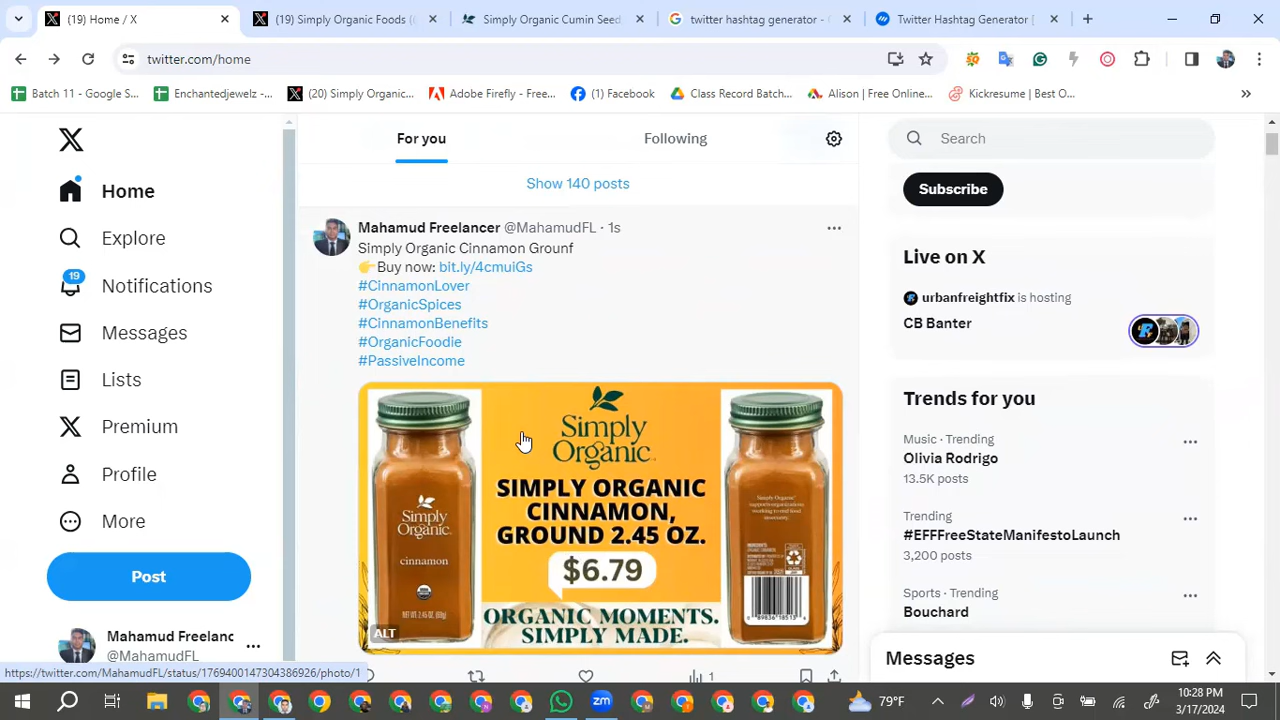 (19) Home / X
(19) Simply Organic Foods (
Simply Organic Cumin Seed
twitter hashtag generator -
Twitter Hashtag Generator [
twitter.com/home
Batch 11 - Google S...
Enchantedjewelz -...
(20) Simply Organic...
Adobe Firefly - Free...
(1) Facebook
Class Record Batch...
Alison | Free Online...
Kickresume | Best O...
Home
Explore
19
Notifications
Messages
Lists
Premium
Profile
More
Post
Mahamud Freelanc
@MahamudFL
https://twitter.com/MahamudFL/status/1769400147304386926/photo/1
For you
Following
Show 140 posts
Mahamud Freelancer @MahamudFL · 1s
Simply Organic Cinnamon Grounf
👉Buy now: bit.ly/4cmuiGs
#CinnamonLover
#OrganicSpices
#CinnamonBenefits
#OrganicFoodie
#PassiveIncome
Simply
Organic
cinnamon
NET WT. 2.45 OZ. (69g)
ALT
Simply
Organic
SIMPLY ORGANIC
CINNAMON,
GROUND 2.45 OZ.
$6.79
ORGANIC MOMENTS.
SIMPLY MADE.
1
Search
Subscribe
Live on X
urbanfreightfix is hosting
CB Banter
Trends for you
Music · Trending
Olivia Rodrigo
13.5K posts
Trending
#EFFFreeStateManifestoLaunch
3,200 posts
Sports · Trending
Bouchard
Messages
79°F
10:28 PM
3/17/2024